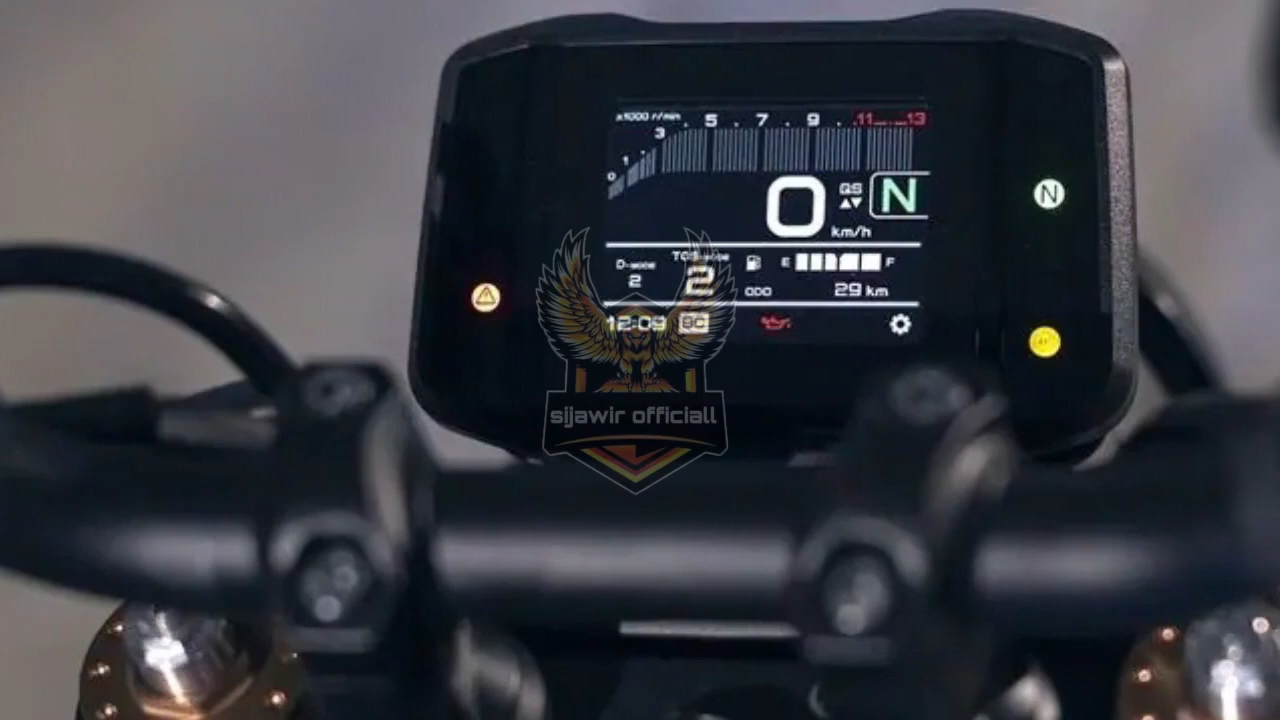 x1000 r/min
0 1 3 5 7 9 11 13
0 km/h
QS
N
N
D-MODE
2
TCS-MODE
2
E F
ODO 29 km
12:09
sijawir officiall